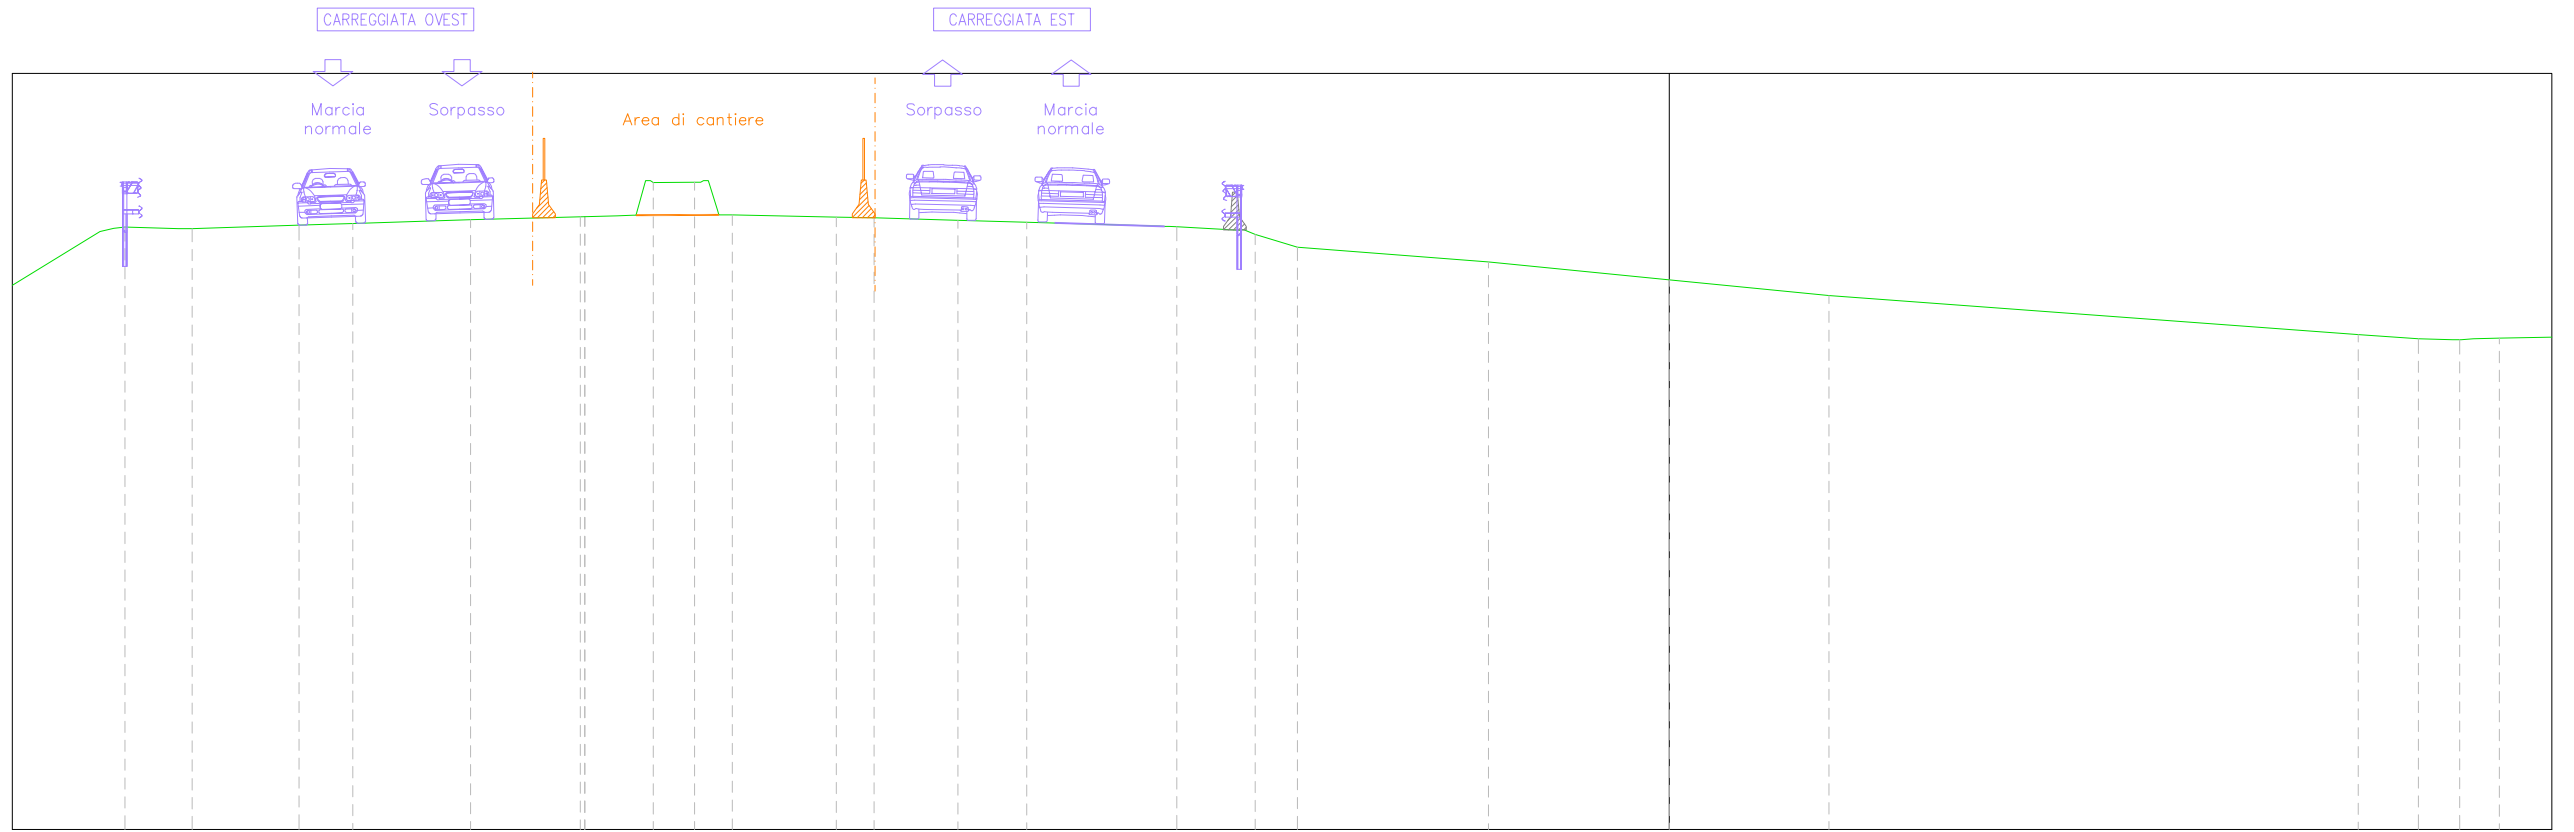 CARREGGIATA OVEST
CARREGGIATA EST
Marcia
normale
Sorpasso
Area di cantiere
Sorpasso
Marcia
normale